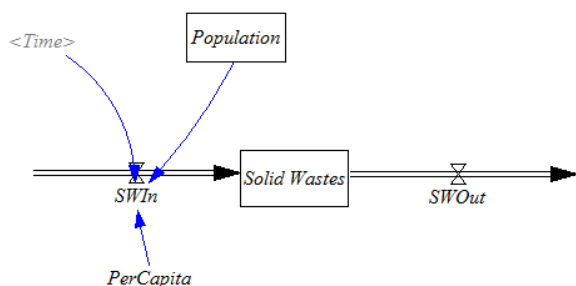 <Time>
Population
SWIn
Solid Wastes
SWOut
PerCapita